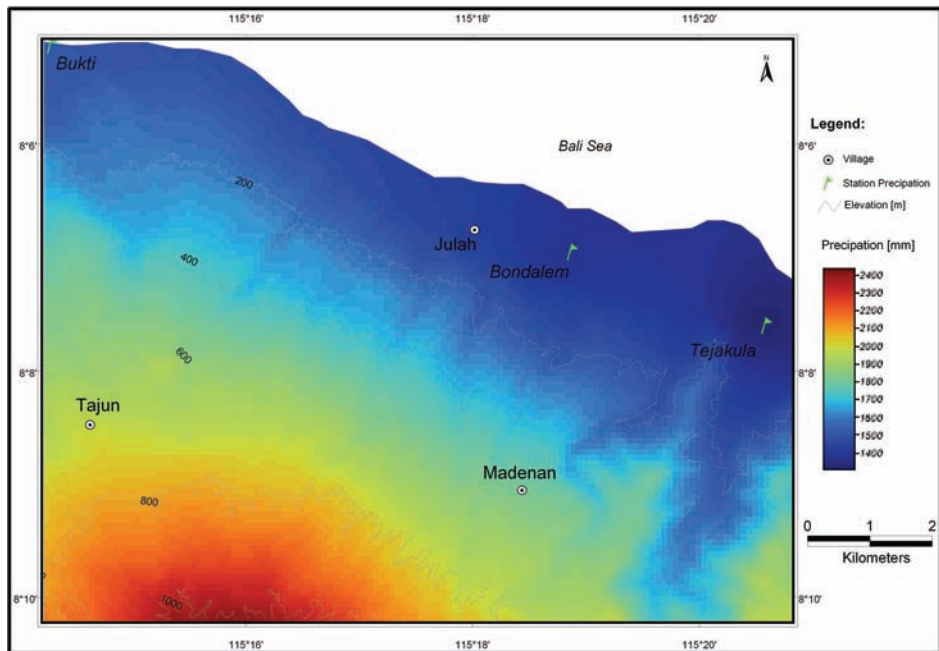 115°16' 115°18' 115°20'
Bukti
N
8°6' 8°6'
Bali Sea
200
Julah
Bondalem
400
Tejakula
600
8°8' 8°8'
Tajun
Madenan
800
1000
8°10' 8°10'
115°16' 115°18' 115°20'
Legend:
Village
Station Precipation
Elevation [m]
Precipation [mm]
2400
2300
2200
2100
2000
1900
1800
1700
1600
1500
1400
0 1 2
Kilometers